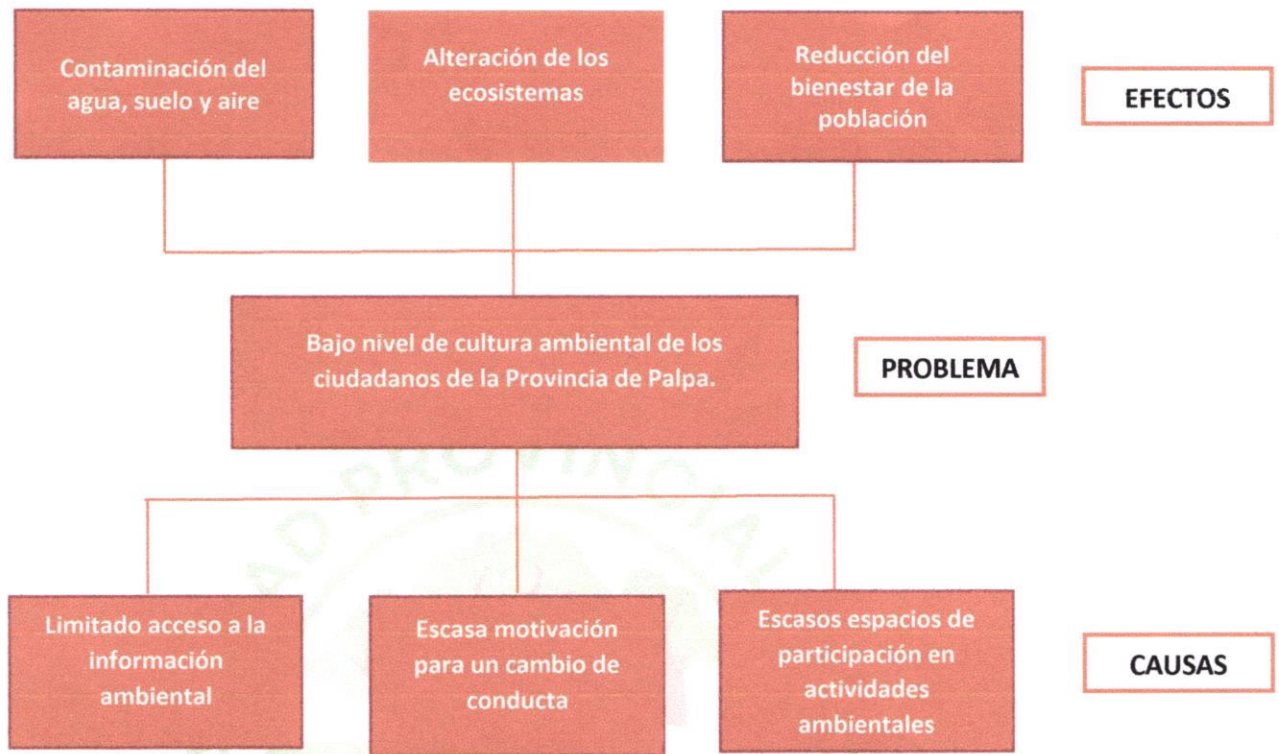 Contaminación del
agua, suelo y aire
Alteración de los
ecosistemas
Reducción del
bienestar de la
población
EFECTOS
Bajo nivel de cultura ambiental de los
ciudadanos de la Provincia de Palpa.
PROBLEMA
AD PROVINCIAL
Limitado acceso a la
información
ambiental
Escasa motivación
para un cambio de
conducta
Escasos espacios de
participación en
actividades
ambientales
CAUSAS